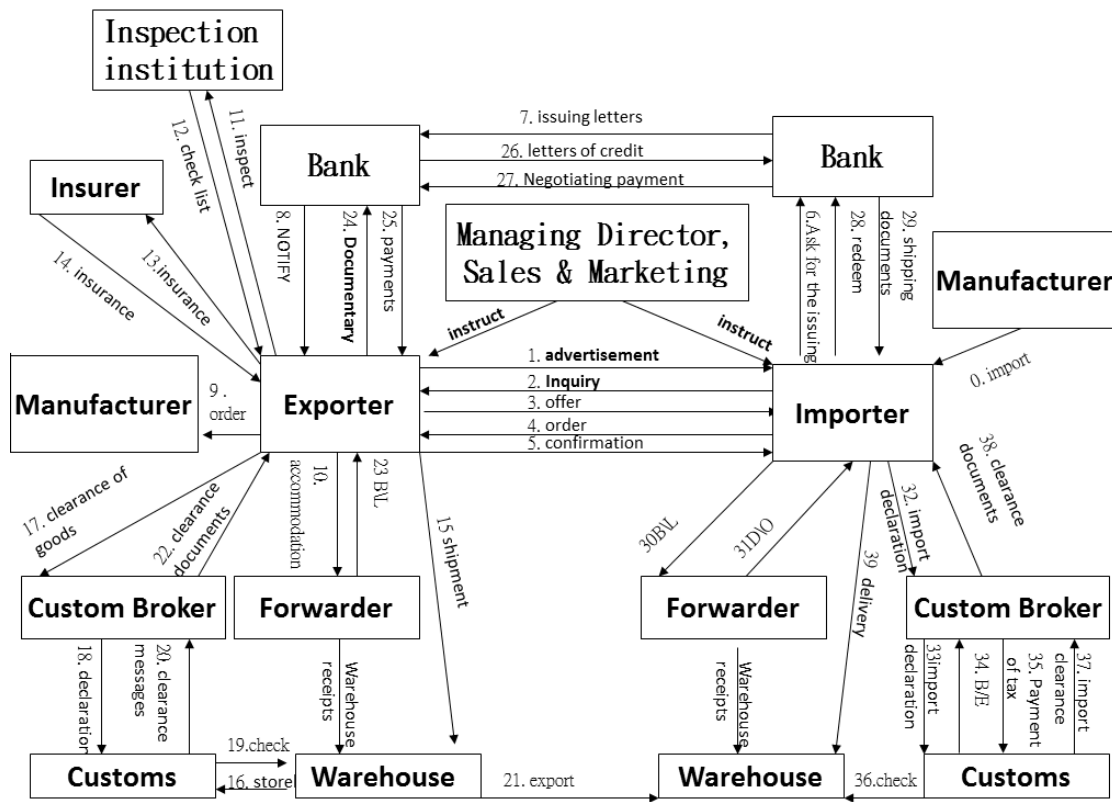 Inspection
institution
11. inspect
12. check list
7. issuing letters
Bank
26. letters of credit
27. Negotiating payment
Bank
Insurer
13.insurance
14. insurance
8. NOTIFY
24. Documentary
25. payments
Managing Director,
Sales & Marketing
6.Ask for the issuing
28. redeem
29. shipping
documents
Manufacturer
instruct
instruct
0. import
Manufacturer
9 .
order
Exporter
1. advertisement
2. Inquiry
3. offer
4. order
5. confirmation
Importer
17. clearance of
goods
22. clearance
documents
10.
accommodation
23 B\L
15 shipment
30B\L
31D\O
39 delivery
32. import
declaration
38. clearance
documents
Custom Broker
Forwarder
Forwarder
Custom Broker
18. declaration
20. clearance
messages
Warehouse
receipts
Warehouse
receipts
33import
declaration
34. B/E
35. Payment
of tax
37. import
clearance
Customs
19.check
16. store
Warehouse
21. export
Warehouse
36.check
Customs